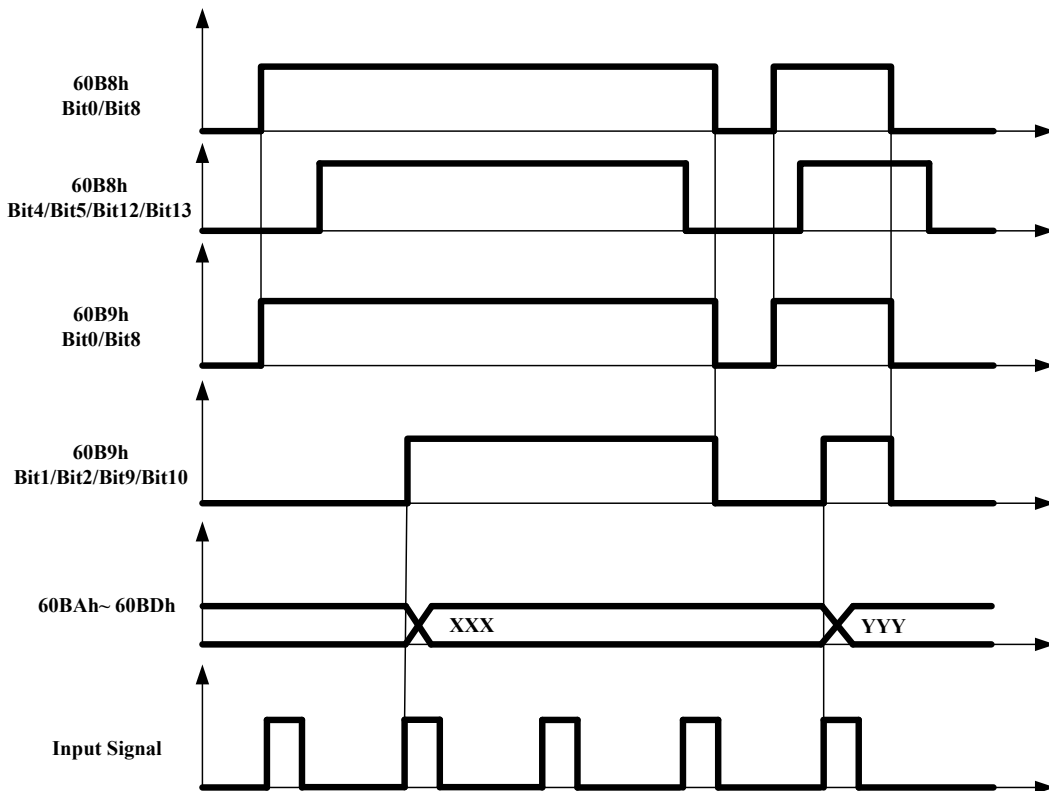 60B8h
Bit0/Bit8
60B8h
Bit4/Bit5/Bit12/Bit13
60B9h
Bit0/Bit8
60B9h
Bit1/Bit2/Bit9/Bit10
60BAh~ 60BDh
XXX
YYY
Input Signal